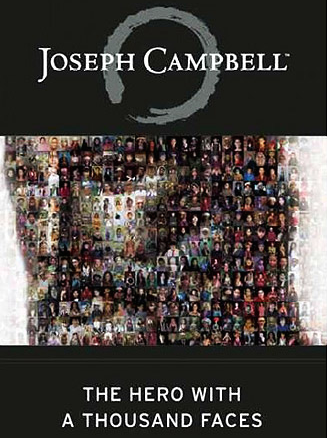 JOSEPH CAMPBELL™
THE HERO WITH
A THOUSAND FACES